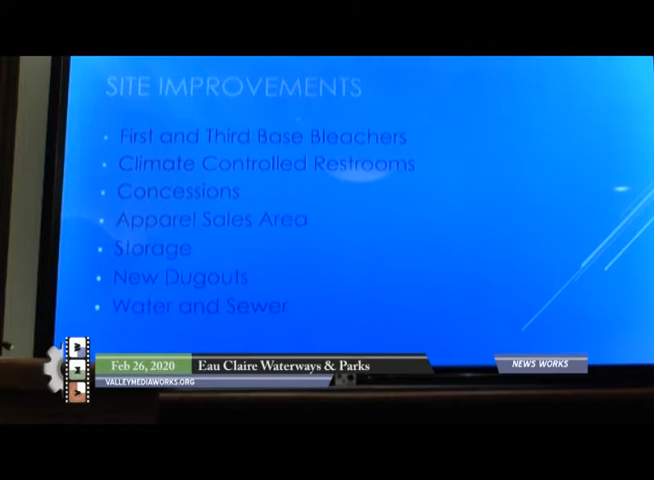 SITE IMPROVEMENTS
• First and Third Base Bleachers
• Climate Controlled Restrooms
• Concessions
• Apparel Sales Area
• Storage
• New Dugouts
• Water and Sewer
W
Feb 26, 2020 Eau Claire Waterways & Parks NEWS WORKS
VALLEYMEDIAWORKS.ORG